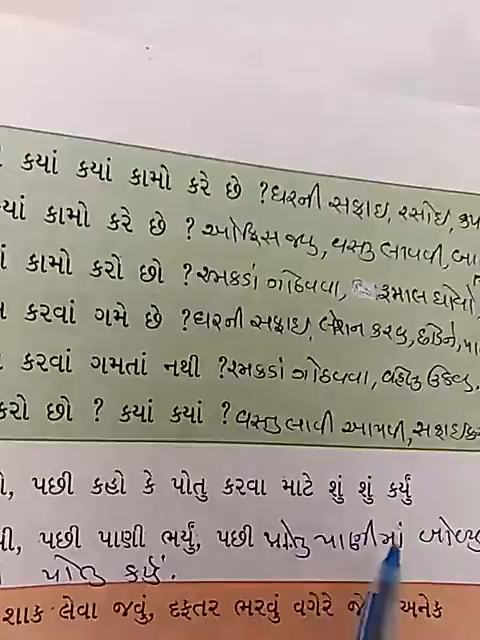 કયાં કયાં કામો કરે છે ? ઘરની સફાઇ, રસોઇ,
કામો કરે છે ? ઓફિસ જવુ, વસ્તુ લાવવી,
કામો કરો છો ? રમકડાં ગોઠવવા, રૂમાલ ધોવો,
કરવાં ગમે છે ? ઘરની સફાઇ, લેશન કરવુ,
કરવાં ગમતાં નથી ? રમકડાં ગોઠવવા, વહેલુ ઉઠવુ,
કરો છો ? કયાં કયાં ? વસ્તુ લાવી આપવી,
પછી કહો કે પોતુ કરવા માટે શું શું કર્યું
પછી પાણી ભર્યું, પછી પોતુ પાણીમાં
પોતુ કર્યું.
શાક લેવા જવું, દફતર ભરવું વગેરે અનેક